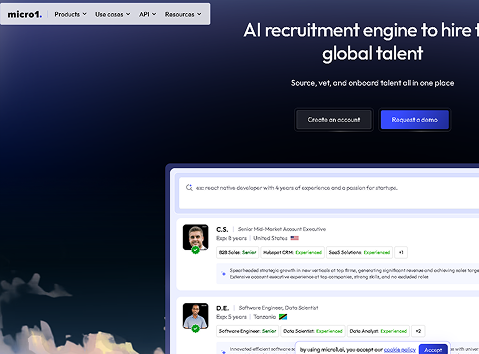 micro1.
Products Use cases API Resources
AI recruitment engine to hire t
global talent
Source, vet, and onboard talent all in one place
Create an account Request a demo
ex: react native developer with 4 years of experience and a passion for startups.
C.S. Senior Mid-Market Account Executive
Exp: 8 years United States
B2B Sales: Senior Hubspot CRM: Experienced SaaS Solutions: Experienced +1
Spearheaded strategic growth in new verticals at top firms, generating significant revenue and achieving sales targe
Extensive account executive experience at top companies, strong skills, and no excluded roles
D.E. Software Engineer, Data Scientist
Exp: 5 years Tanzania
Software Engineer: Senior Data Scientist: Experienced Data Analyst: Experienced +2
Innovated efficient software s
by using micro1.ai, you accept our cookie policy Accept